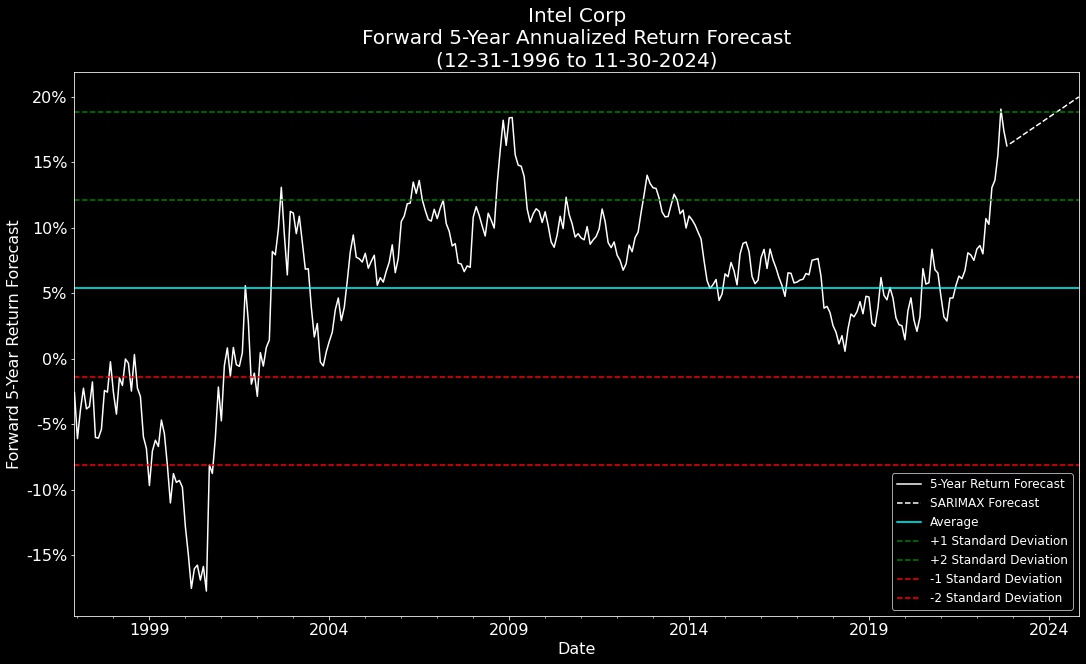 Intel Corp
Forward 5-Year Annualized Return Forecast
(12-31-1996 to 11-30-2024)
Forward 5-Year Return Forecast
20%
15%
10%
5%
0%
-5%
-10%
-15%
5-Year Return Forecast
SARIMAX Forecast
Average
+1 Standard Deviation
+2 Standard Deviation
-1 Standard Deviation
-2 Standard Deviation
1999
2004
2009
2014
2019
2024
Date